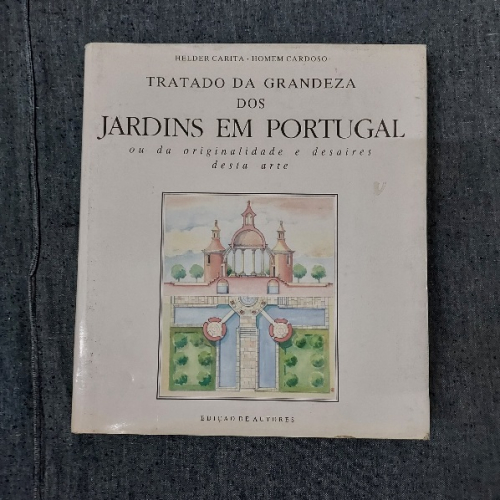 HELDER CARITA · HOMEM CARDOSO
TRATADO DA GRANDEZA
DOS
JARDINS EM PORTUGAL
ou da originalidade e desaires
desta arte
EDIÇÃO DE AUTORES